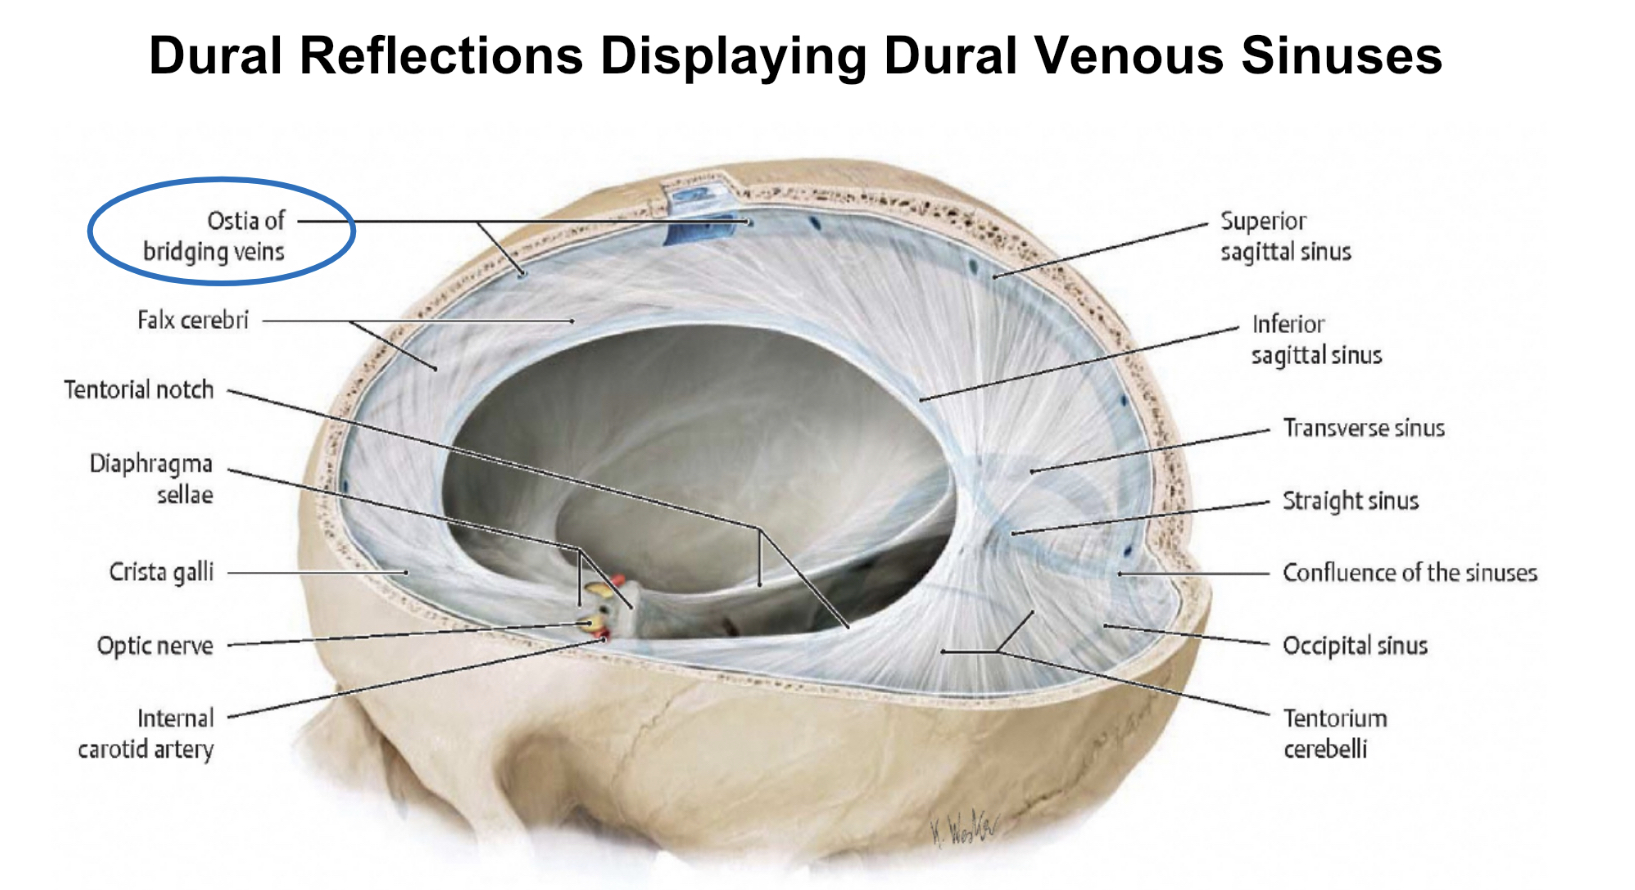 Dural Reflections Displaying Dural Venous Sinuses
Ostia of
bridging veins
Falx cerebri
Tentorial notch
Diaphragma
sellae
Crista galli
Optic nerve
Internal
carotid artery
Superior
sagittal sinus
Inferior
sagittal sinus
Transverse sinus
Straight sinus
Confluence of the sinuses
Occipital sinus
Tentorium
cerebelli
K. Wesker